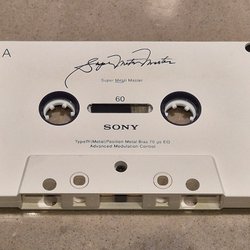 A
Super Metal Master
Super Metal Master
60
SONY
Type IV (Metal) Position Metal Bias 70 μs EQ
Advanced Modulation Control